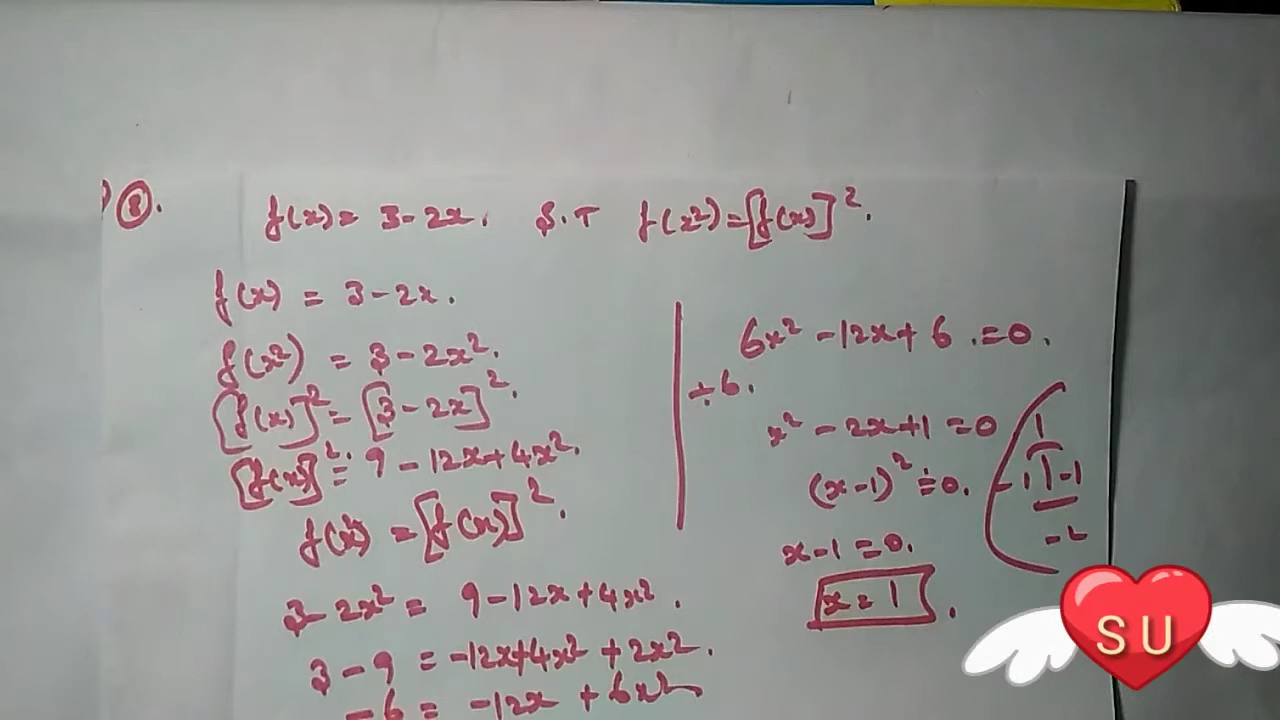 8.
f(x) = 3 - 2x. S.T f(x²) = [f(x)]².
f(x) = 3 - 2x.
f(x²) = 3 - 2x².
[f(x)]² = [3 - 2x]².
[f(x)]² = 9 - 12x + 4x².
f(x²) = [f(x)]².
3 - 2x² = 9 - 12x + 4x².
3 - 9 = -12x + 4x² + 2x².
-6 = -12x + 6x²
6x² - 12x + 6 = 0.
÷ 6.
x² - 2x + 1 = 0
(x - 1)² = 0.
x - 1 = 0.
x = 1.
1
-1 | -1
-2
SU